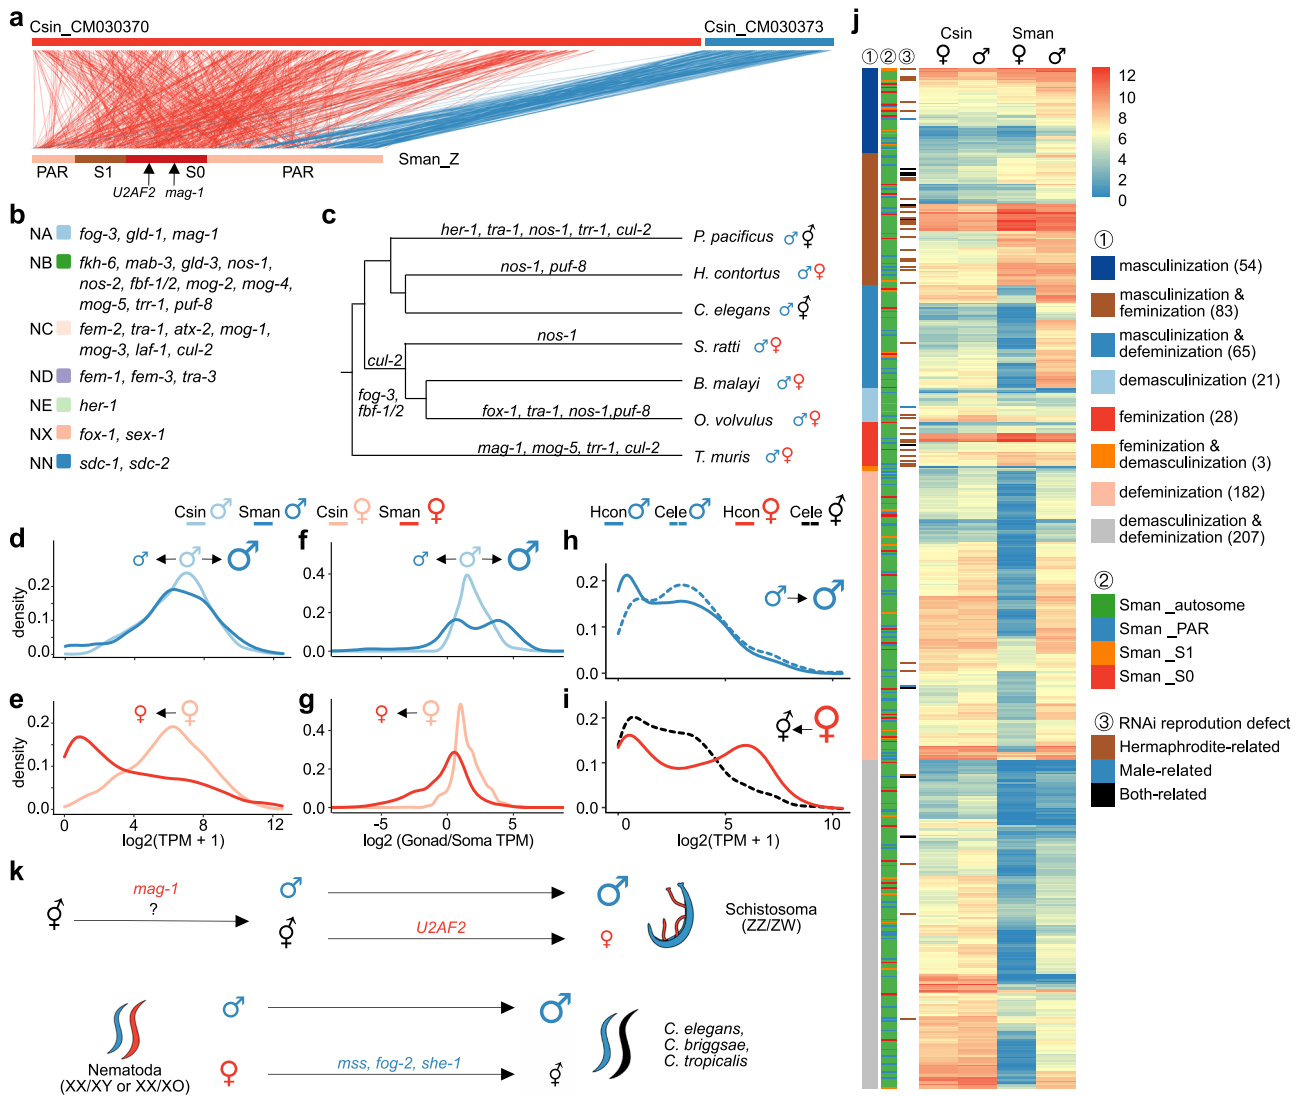 a
Csin_CM030370
Csin_CM030373
PAR
S1
S0
PAR
Sman_Z
U2AF2
mag-1
b
NA fog-3, gld-1, mag-1
NB fkh-6, mab-3, gld-3, nos-1,
nos-2, fbf-1/2, mog-2, mog-4,
mog-5, trr-1, puf-8
NC fem-2, tra-1, atx-2, mog-1,
mog-3, laf-1, cul-2
ND fem-1, fem-3, tra-3
NE her-1
NX fox-1, sex-1
NN sdc-1, sdc-2
c
her-1, tra-1, nos-1, trr-1, cul-2
P. pacificus ♂⚥
nos-1, puf-8
H. contortus ♂♀
C. elegans ♂⚥
nos-1
S. ratti ♂♀
cul-2
B. malayi ♂♀
fog-3,
fbf-1/2
fox-1, tra-1, nos-1,puf-8
O. volvulus ♂♀
mag-1, mog-5, trr-1, cul-2
T. muris ♂♀
Csin ♂ Sman ♂ Csin ♀ Sman ♀
Hcon ♂ Cele ♂ Hcon ♀ Cele ⚥
d
♂ ♂ ♂
density
0.2
0.1
0.0
0 4 8 12
f
♂ ♂ ♂
0.4
0.2
0.0
-5 0 5
h
♂ ♂
0.2
0.1
0.0
0 5 10
e
♀ ♀
density
0.2
0.1
0.0
0 4 8 12
log2(TPM + 1)
g
♀ ♀
0.4
0.2
0.0
-5 0 5
log2 (Gonad/Soma TPM)
i
⚥ ♀
0.2
0.1
0.0
0 5 10
log2(TPM + 1)
j
Csin Sman
① ② ③ ♀ ♂ ♀ ♂
12
10
8
6
4
2
0
①
masculinization (54)
masculinization &
feminization (83)
masculinization &
defeminization (65)
demasculinization (21)
feminization (28)
feminization &
demasculinization (3)
defeminization (182)
demasculinization &
defeminization (207)
②
Sman _autosome
Sman _PAR
Sman _S1
Sman _S0
③ RNAi reprodution defect
Hermaphrodite-related
Male-related
Both-related
k
mag-1
?
⚥
♂
♂
⚥
U2AF2
♀
Schistosoma
(ZZ/ZW)
♂
♂
Nematoda
(XX/XY or XX/XO)
♀
mss, fog-2, she-1
⚥
C. elegans,
C. briggsae,
C. tropicalis